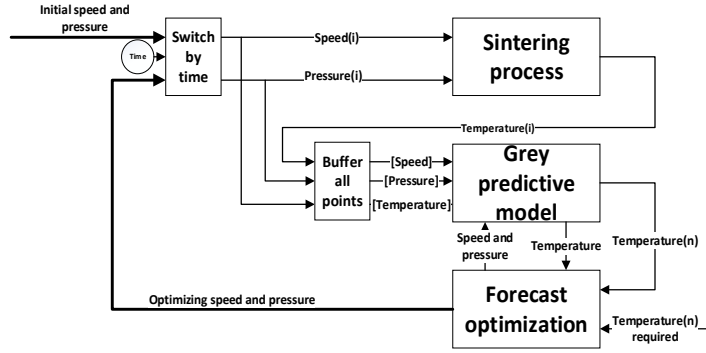 Initial speed and
pressure
Time
Switch
by
time
Speed(i)
Pressure(i)
Sintering
process
Temperature(i)
Buffer
all
points
[Speed]
[Pressure]
[Temperature]
Grey
predictive
model
Speed and
pressure
Temperature
Temperature(n)
Optimizing speed and pressure
Forecast
optimization
Temperature(n)
required